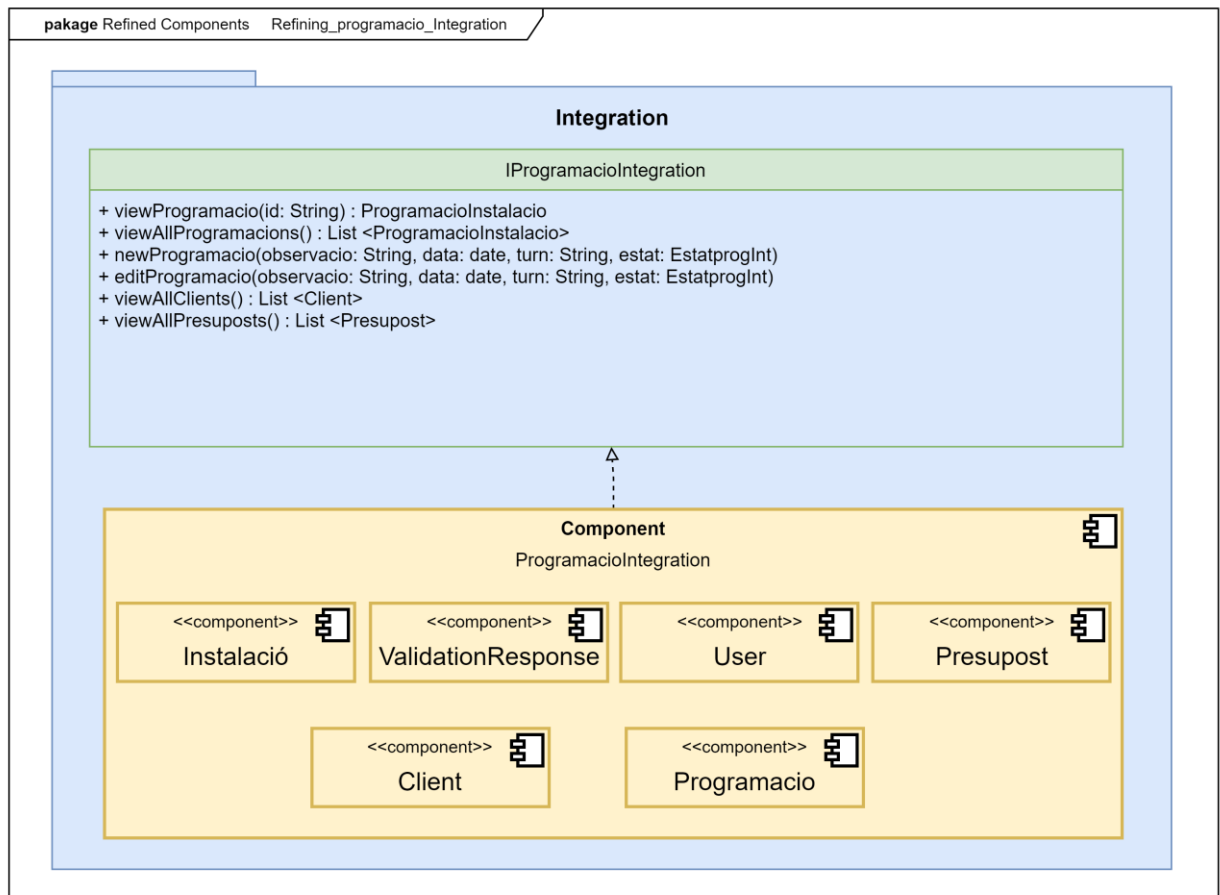 pakage Refined Components Refining_programacio_Integration
Integration
IProgramacioIntegration
+ viewProgramacio(id: String) : ProgramacioInstalacio
+ viewAllProgramacions() : List <ProgramacioInstalacio>
+ newProgramacio(observacio: String, data: date, turn: String, estat: EstatprogInt)
+ editProgramacio(observacio: String, data: date, turn: String, estat: EstatprogInt)
+ viewAllClients() : List <Client>
+ viewAllPresuposts() : List <Presupost>
Component
ProgramacioIntegration
<<component>>
Instalació
<<component>>
ValidationResponse
<<component>>
User
<<component>>
Presupost
<<component>>
Client
<<component>>
Programacio